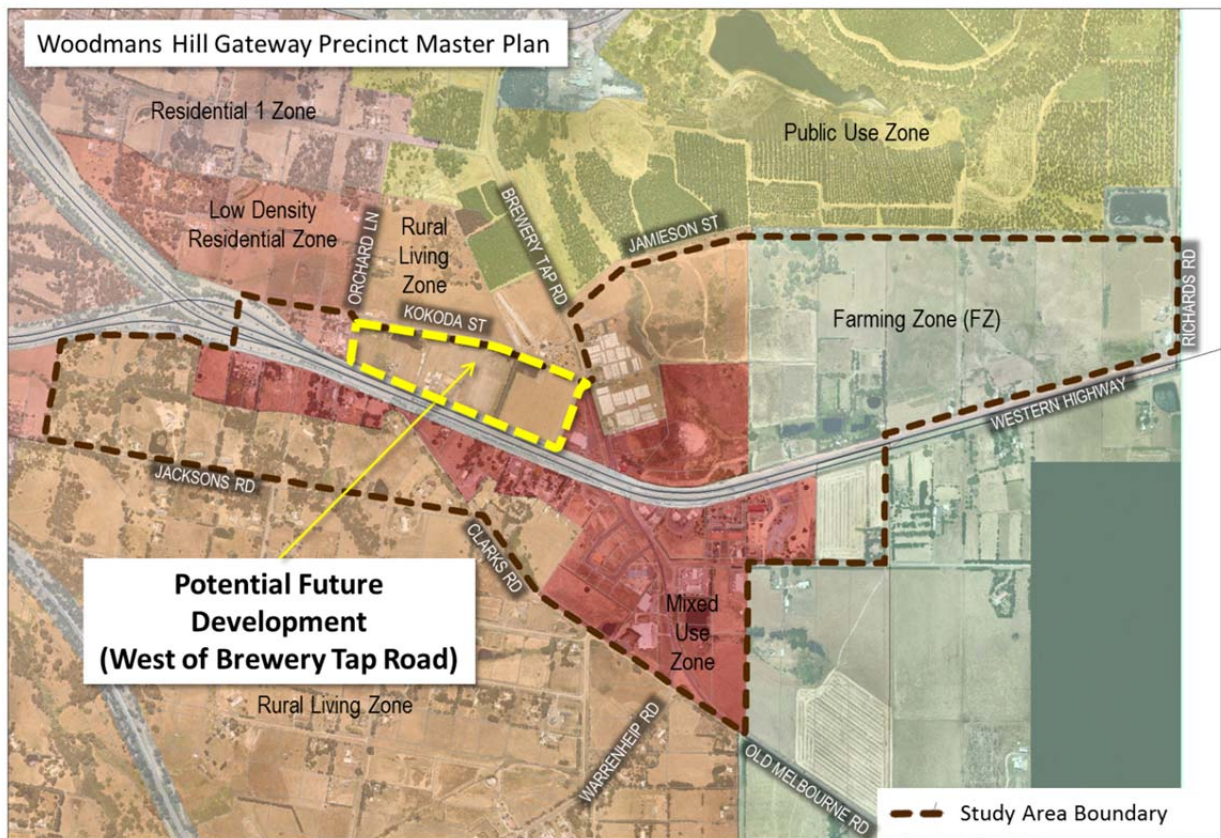 Woodmans Hill Gateway Precinct Master Plan
Residential 1 Zone
Public Use Zone
Low Density
Residential Zone
ORCHARD LN
Rural
Living
Zone
BREWERY TAP RD
JAMIESON ST
KOKODA ST
Farming Zone (FZ)
RICHARDS RD
WESTERN HIGHWAY
JACKSONS RD
CLARKS RD
Potential Future
Development
(West of Brewery Tap Road)
Mixed
Use
Zone
Rural Living Zone
WARRENHEIP RD
OLD MELBOURNE RD
Study Area Boundary